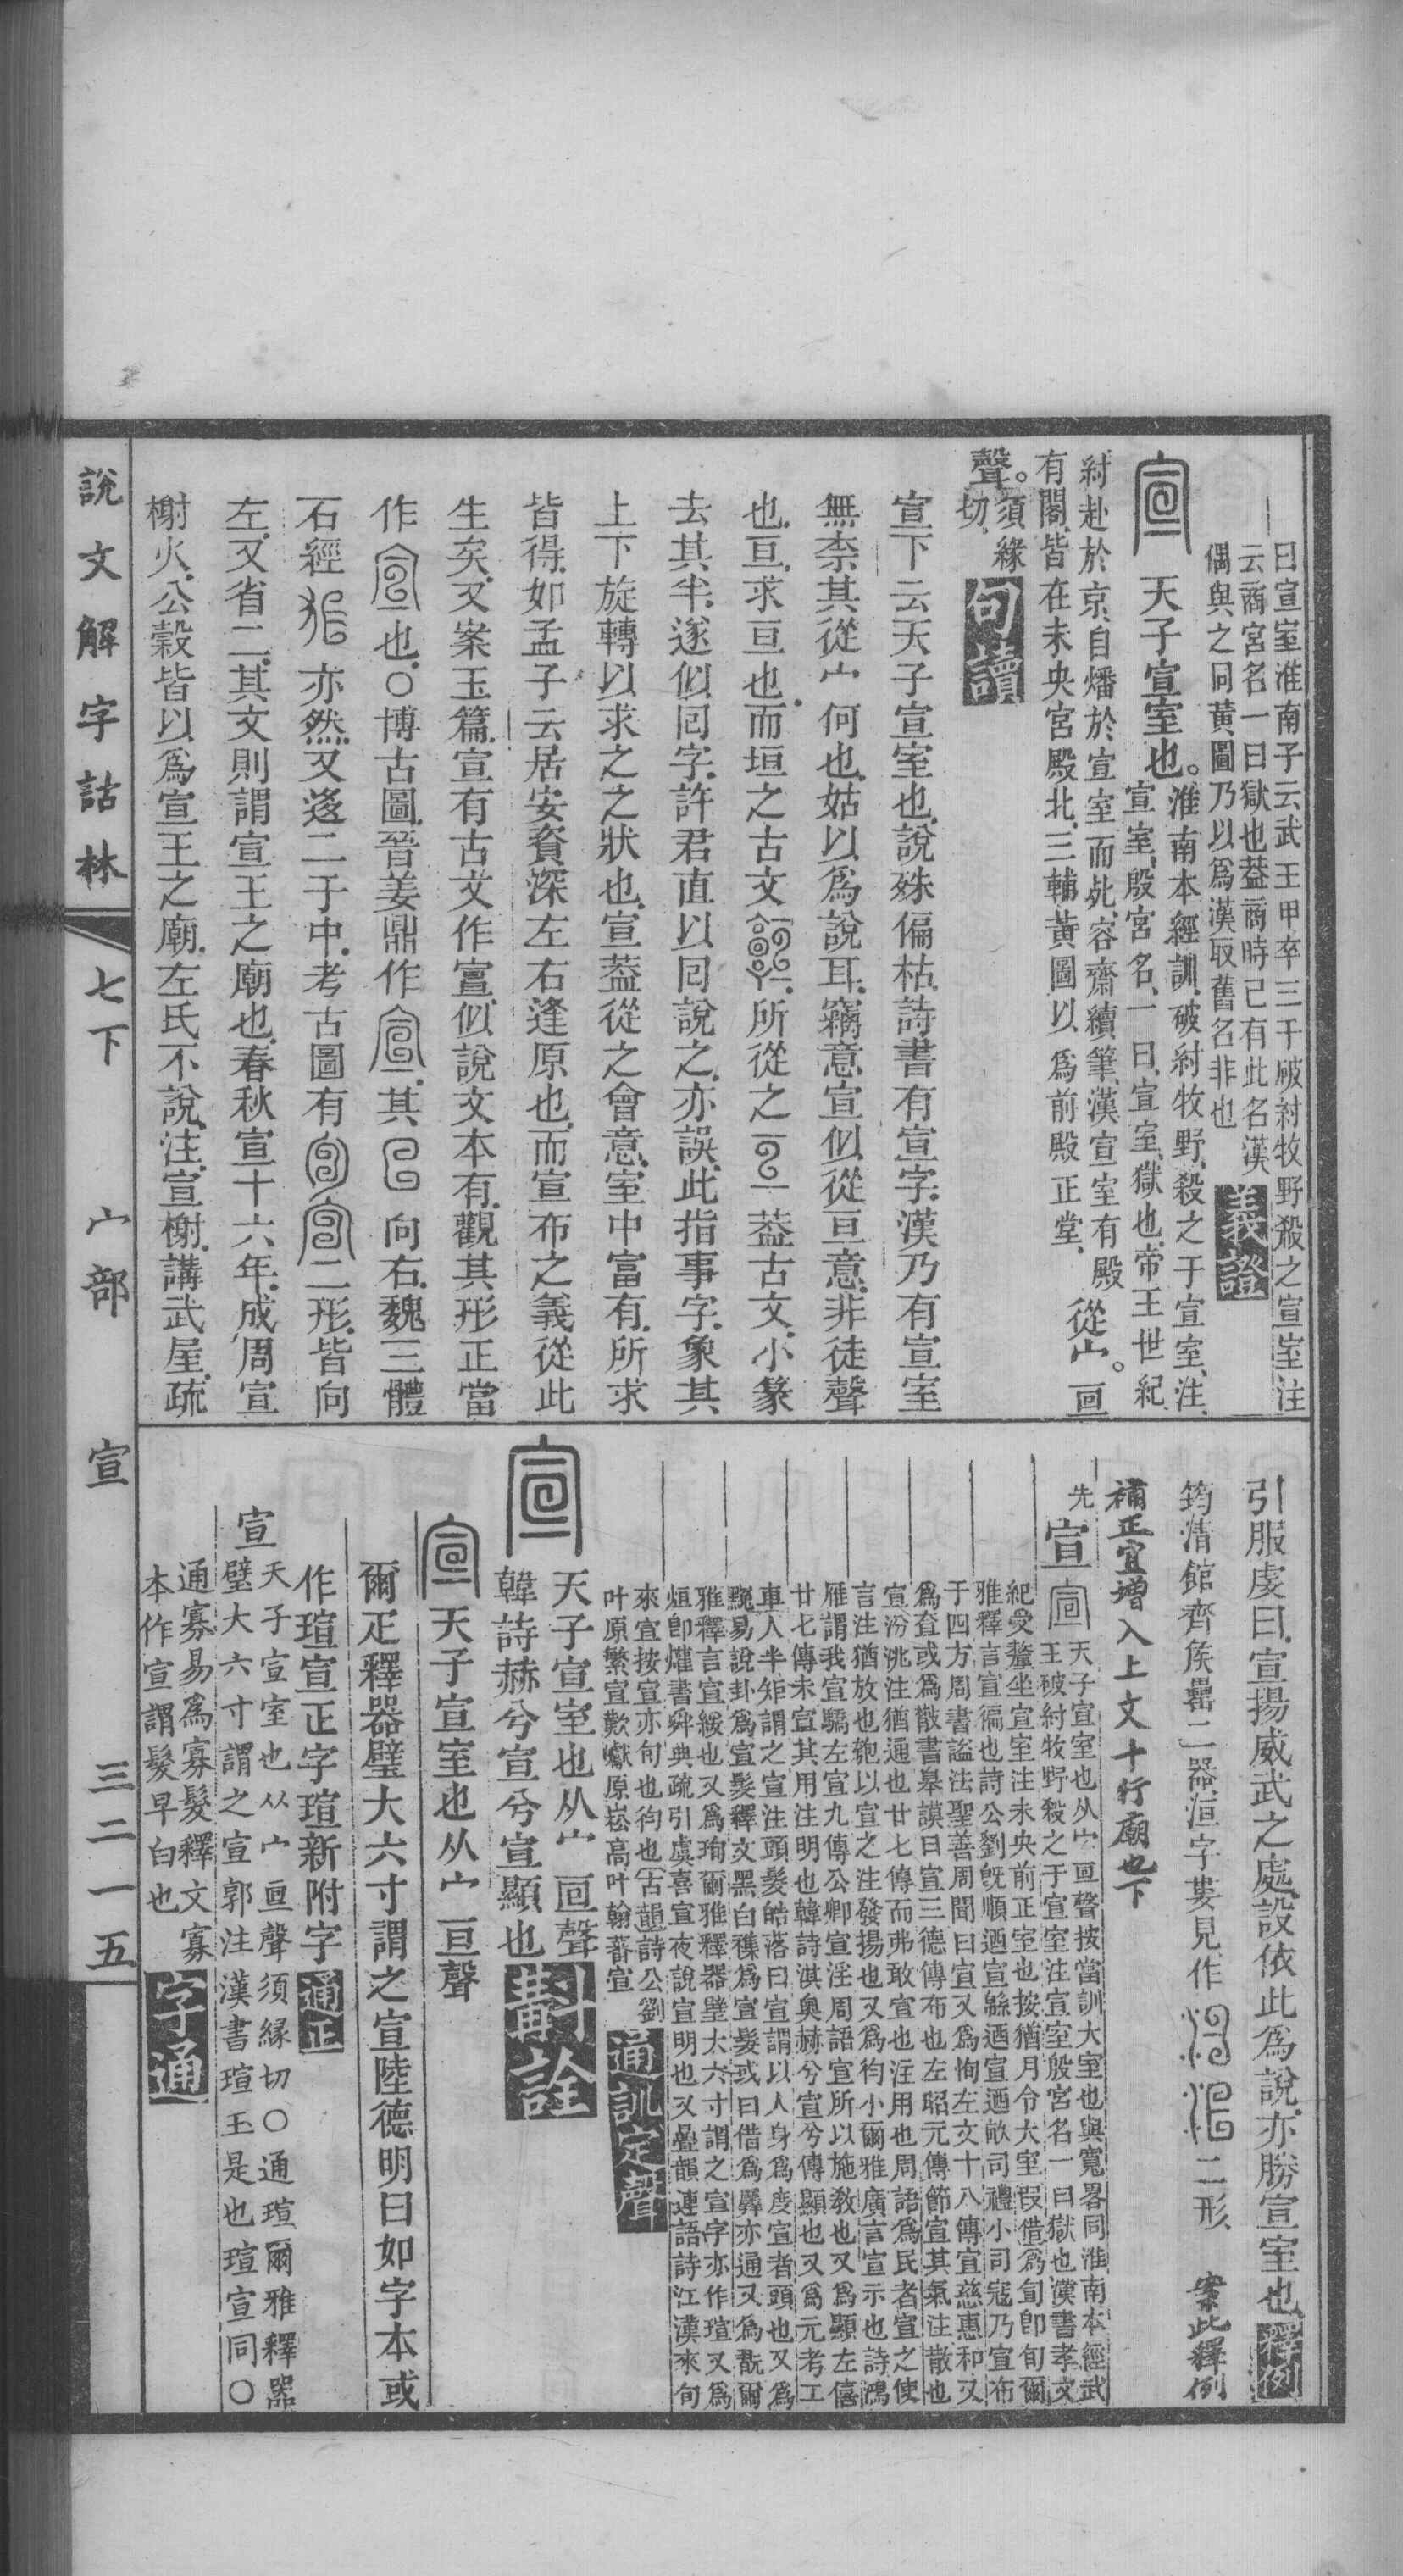 曰宣室淮南子云武王甲卒三千破紂牧野殺之宣室注
云商宮名一曰獄也葢商時已有此名漢
偶與之同黃圖乃以爲漢取舊名非也
義證
天子宣室也。
淮南本經訓.破紂牧野.殺之于宣室.注.
宣室.殷宮名.一曰.宣室.獄也.帝王世紀.
紂赴於京.自燔於宣室而死.容齋續筆.漢宣室有殿
有閣.皆在未央宮殿北.三輔黃圖以爲前殿正堂.
從宀。亘
聲。
須緣
切.
句讀
宣下云天子宣室也.說殊偏枯.詩書有宣字.漢乃有宣室
無柰其從宀何也.姑以爲說耳.竊意宣似從亘意.非徒聲
也.亘.求亘也.而垣之古文.所從之蓋古文.小篆
去其半.遂似囘字.許君直以囘說之.亦誤.此指事字.象其
上下旋轉以求之之狀也.宣葢從之會意.室中富有.所求
皆得.如孟子云居安資深左右逢原也.而宣布之義從此
生矣.又案玉篇.宣有古文作𡩀.似說文本有.觀其形正當
作也.○博古圖.晉姜鼎作.其向右.魏三體
石經亦然.又迻二于中.考古圖有二形.皆向
左.又省二.其文則謂宣王之廟也.春秋宣十六年.成周宣
榭火.公穀皆以爲宣王之廟.左氏不說.注.宣榭.講武屋.疏
引服虔曰.宣揚威武之處.設依此爲說.亦勝宣室也.
釋例
筠清館齊侯罍二器洹字婁見.作二形.
案此釋例
補正宜增入上文十行廟也下
先
宣
天子宣室也从宀亘聲按當訓大室也與寬畧同淮南本經武
王破紂牧野殺之于宣室注宣室殷宮名一曰獄也漢書孝文
紀受釐坐宣室注未央前正室也按猶月令大室叚借爲旬卽旬爾
雅釋言宣徧也詩公劉旣順迺宣緜迺宣迺畝司禮小司寇乃宣布
于四方周書謚法聖善周聞曰宣又爲恂左文十八傳宣慈惠和又
爲亶或爲散書皋謨日宣三德傳布也左昭元傳節宣其氣注散也
宣汾洮注猶通也廿七傳而弗敢宣也注用也周語爲民者宣之使
言注猶放也匏以宣之注發揚也又爲徇小爾雅廣言宣示也詩鴻
雁謂我宣驕左宣九傳公卿宣淫周語宣所以施教也又爲顯左僖
廿七傳未宣其用注明也韓詩淇奧赫兮宣兮傳顯也又爲元考工
車人半矩謂之宣注頭髮皓落曰宣謂以人身爲度宣者頭也又爲
䫛易說卦爲宣髮釋文黑白襍爲宣髮或曰借爲鬒亦通又爲翫爾
雅釋言宣緩也又爲珣爾雅釋器璧大六寸謂之宣字亦作瑄又爲
烜卽爟書舜典疏引虞喜宣夜說宣明也又疊韻連語詩江漢來旬
來宣按宣亦旬也徇也〔古韻〕詩公劉
叶原繁宣歎巘原崧高叶翰蕃宣
通訓定聲
天子宣室也从宀囘聲
韓詩赫兮宣兮宣顯也
斠詮
天子宣室也从宀亘聲
爾疋釋器璧大六寸謂之宣陸德明曰如字本或
作瑄宣正字瑄新附字
通正
宣
天子宣室也从宀亘聲須緣切○通瑄爾雅釋器
璧大六寸謂之宣郭注漢書瑄玉是也瑄宣同○
通寡易爲寡髮釋文寡
本作宣謂髮早白也
字通
說文解字詁林
七下
宀部
宣
三二一五